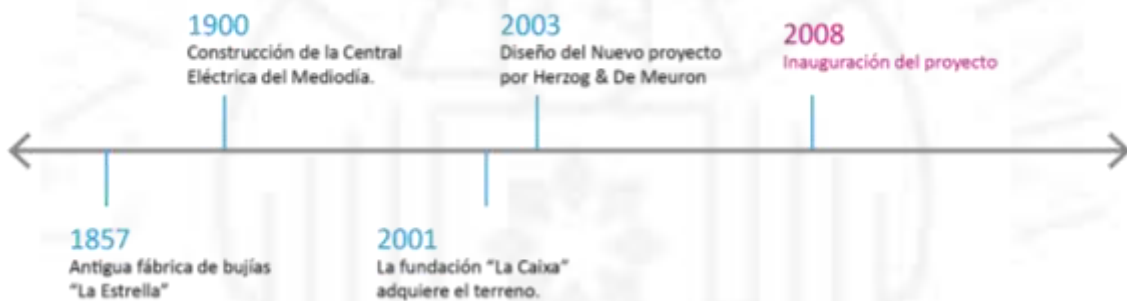 1900
Construcción de la Central
Eléctrica del Mediodía.
2003
Diseño del Nuevo proyecto
por Herzog & De Meuron
2008
Inauguración del proyecto
1857
Antigua fábrica de bujías
“La Estrella”
2001
La fundación “La Caixa”
adquiere el terreno.